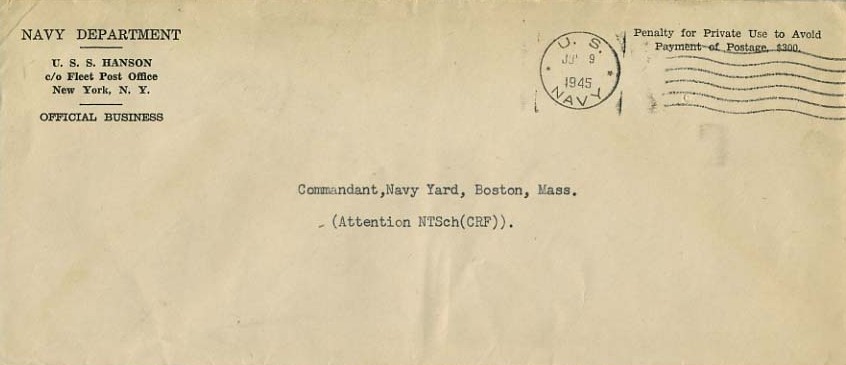 NAVY DEPARTMENT
U. S. S. HANSON
c/o Fleet Post Office
New York, N. Y.
OFFICIAL BUSINESS
U. S.
9
1945
NAVY
Penalty for Private Use to Avoid
Payment of Postage, $300.
Commandant,Navy Yard, Boston, Mass.
(Attention NTSch(CRF)).